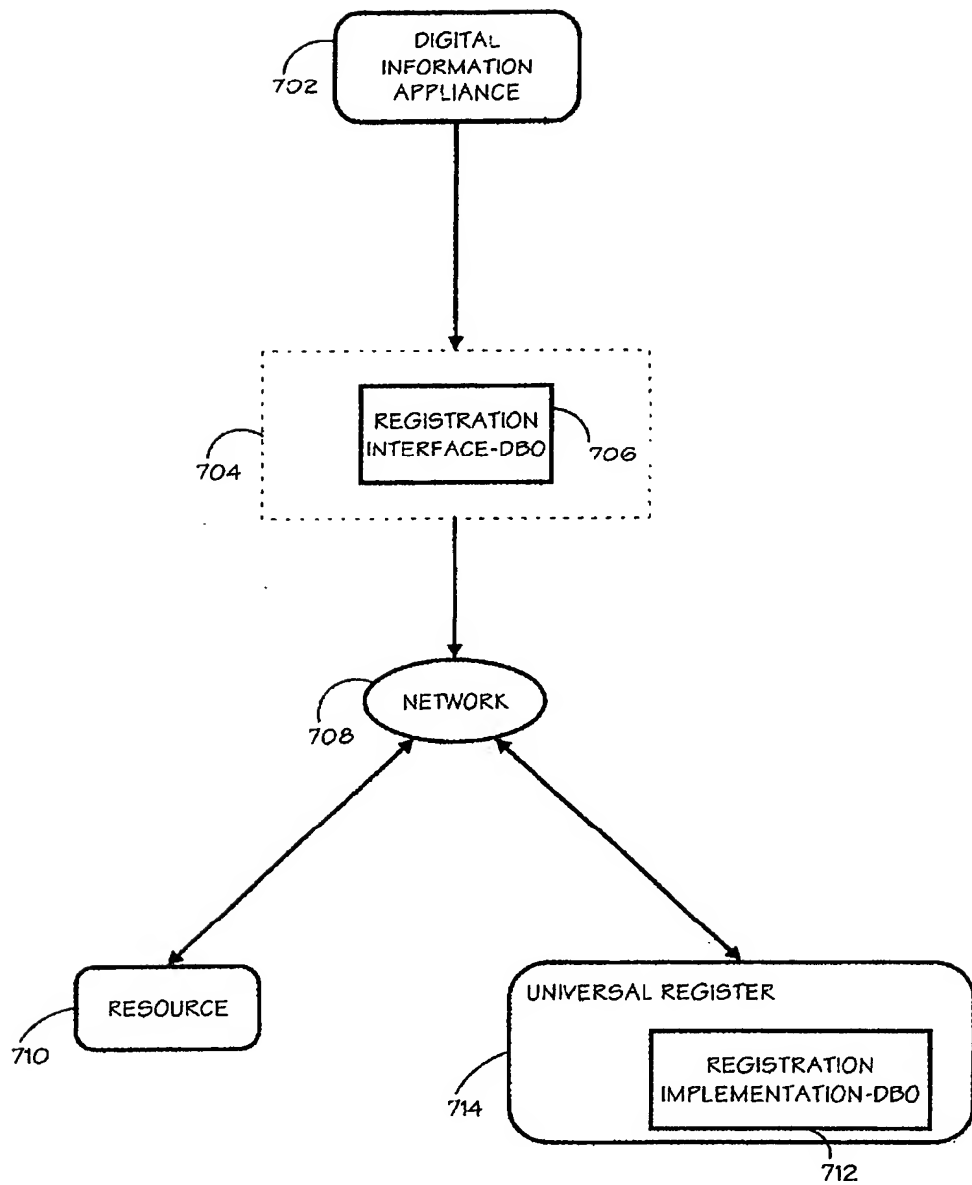 DIGITAL
INFORMATION
APPLIANCE
702
REGISTRATION
INTERFACE-DBO
706
704
NETWORK
708
RESOURCE
710
UNIVERSAL REGISTER
REGISTRATION
IMPLEMENTATION-DBO
714
712